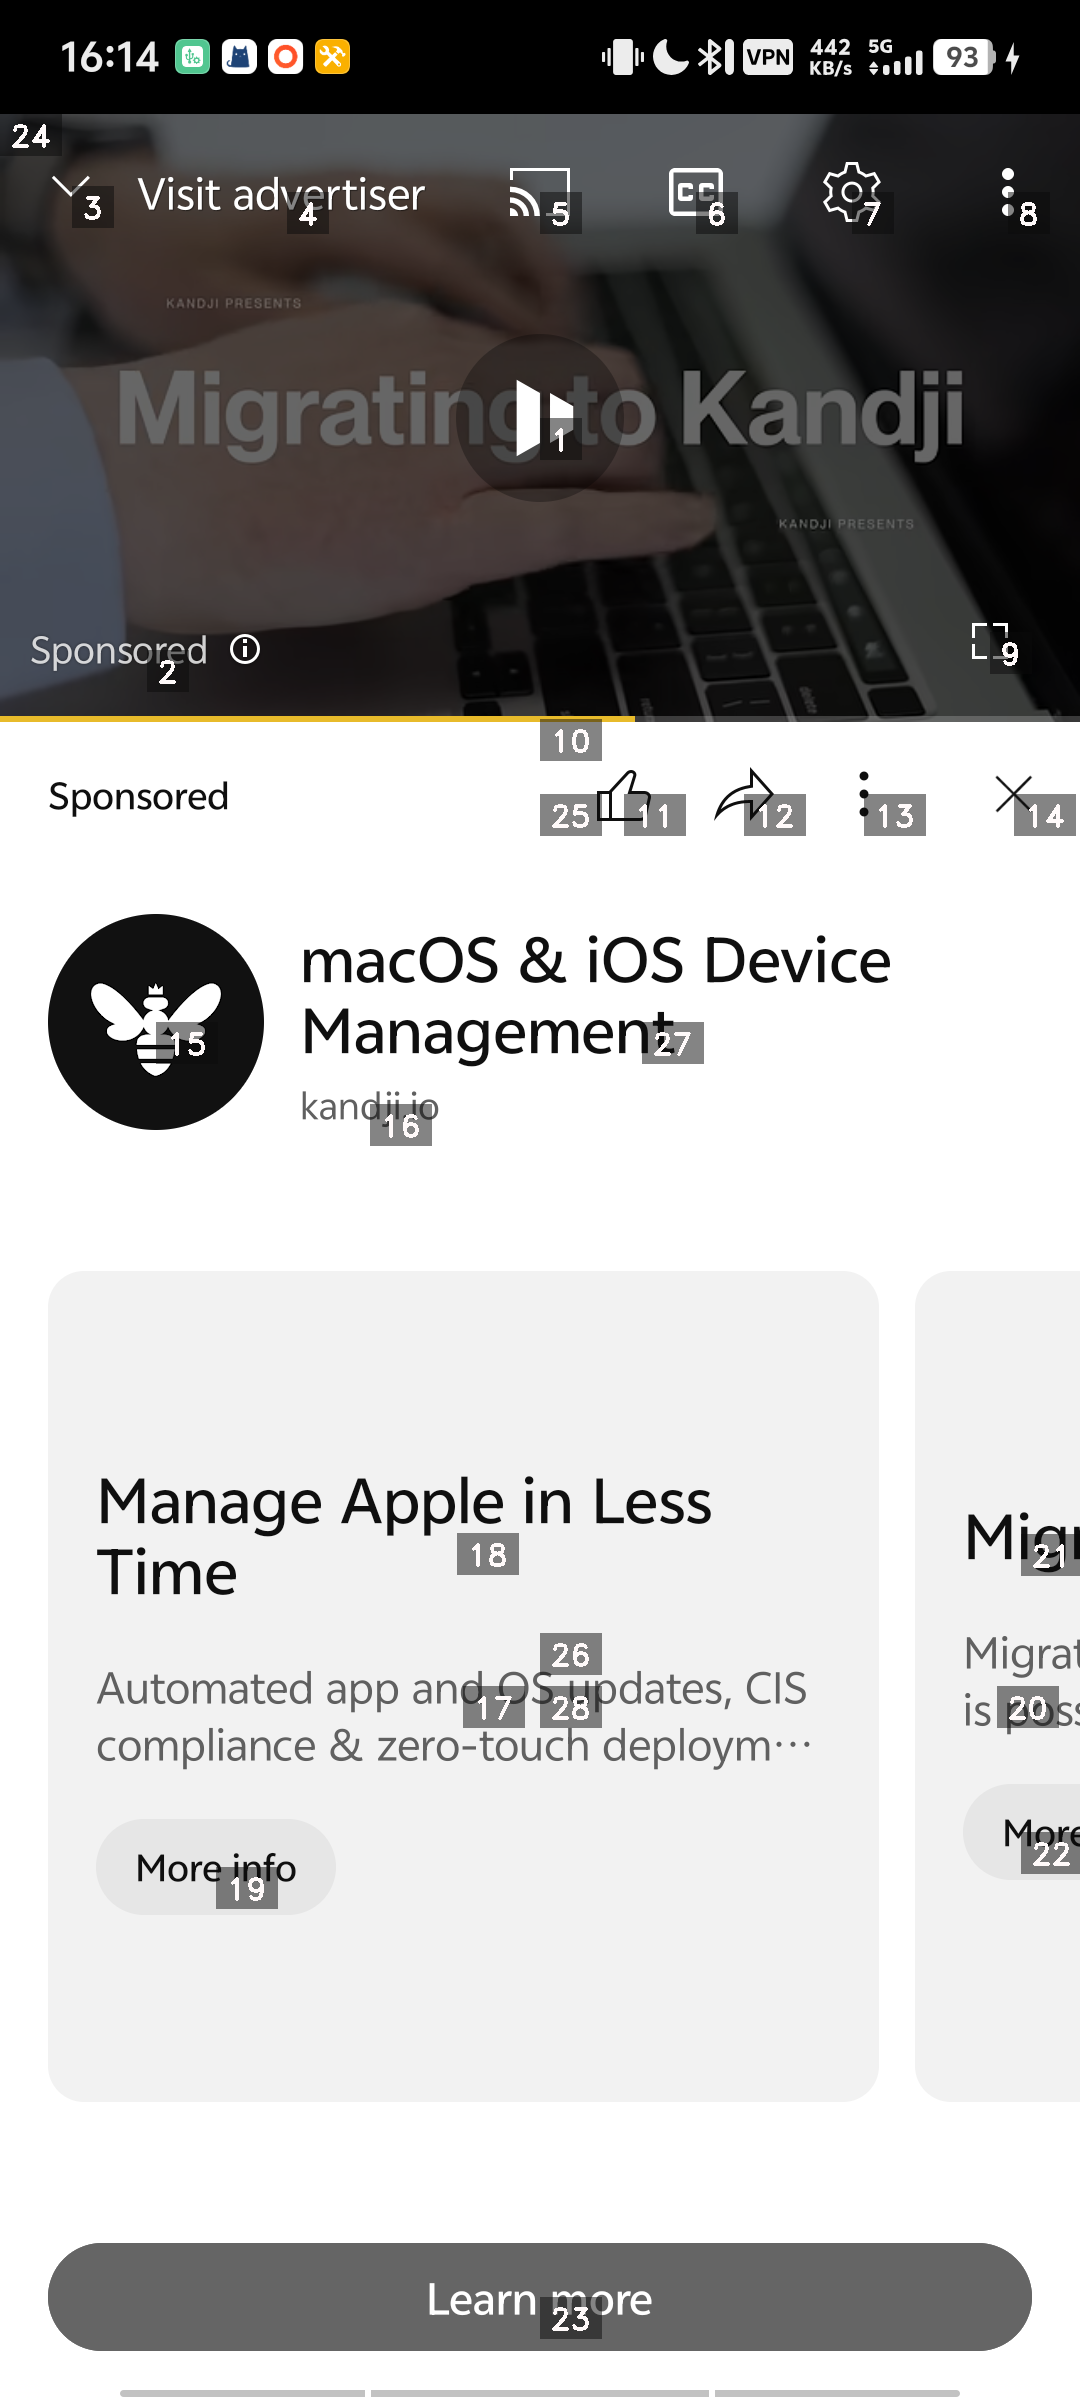 16:14
VPN
442
KB/s
5G
93
24
Visit advertiser
3
4
5
CC
6
7
8
KANDJI PRESENTS
Migrating to Kandji
1
KANDJI PRESENTS
Sponsored
2
9
10
Sponsored
25
11
12
13
14
macOS & iOS Device
Management
15
27
kandji.io
16
Manage Apple in Less
Time
18
21
26
Automated app and OS updates, CIS
17
28
compliance & zero-touch deploym···
Migrat
is
20
More info
19
More
22
Learn more
23